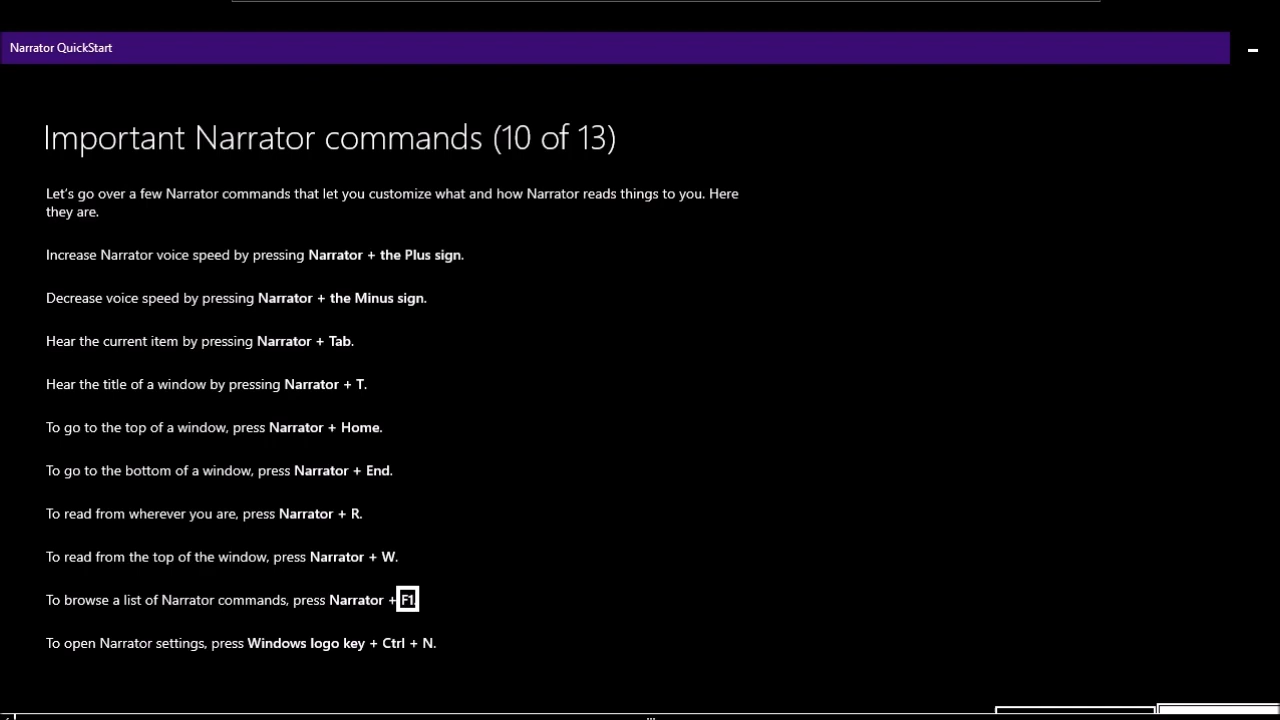 Narrator QuickStart
Important Narrator commands (10 of 13)
Let's go over a few Narrator commands that let you customize what and how Narrator reads things to you. Here
they are.
Increase Narrator voice speed by pressing Narrator + the Plus sign.
Decrease voice speed by pressing Narrator + the Minus sign.
Hear the current item by pressing Narrator + Tab.
Hear the title of a window by pressing Narrator + T.
To go to the top of a window, press Narrator + Home.
To go to the bottom of a window, press Narrator + End.
To read from wherever you are, press Narrator + R.
To read from the top of the window, press Narrator + W.
To browse a list of Narrator commands, press Narrator + F1.
To open Narrator settings, press Windows logo key + Ctrl + N.